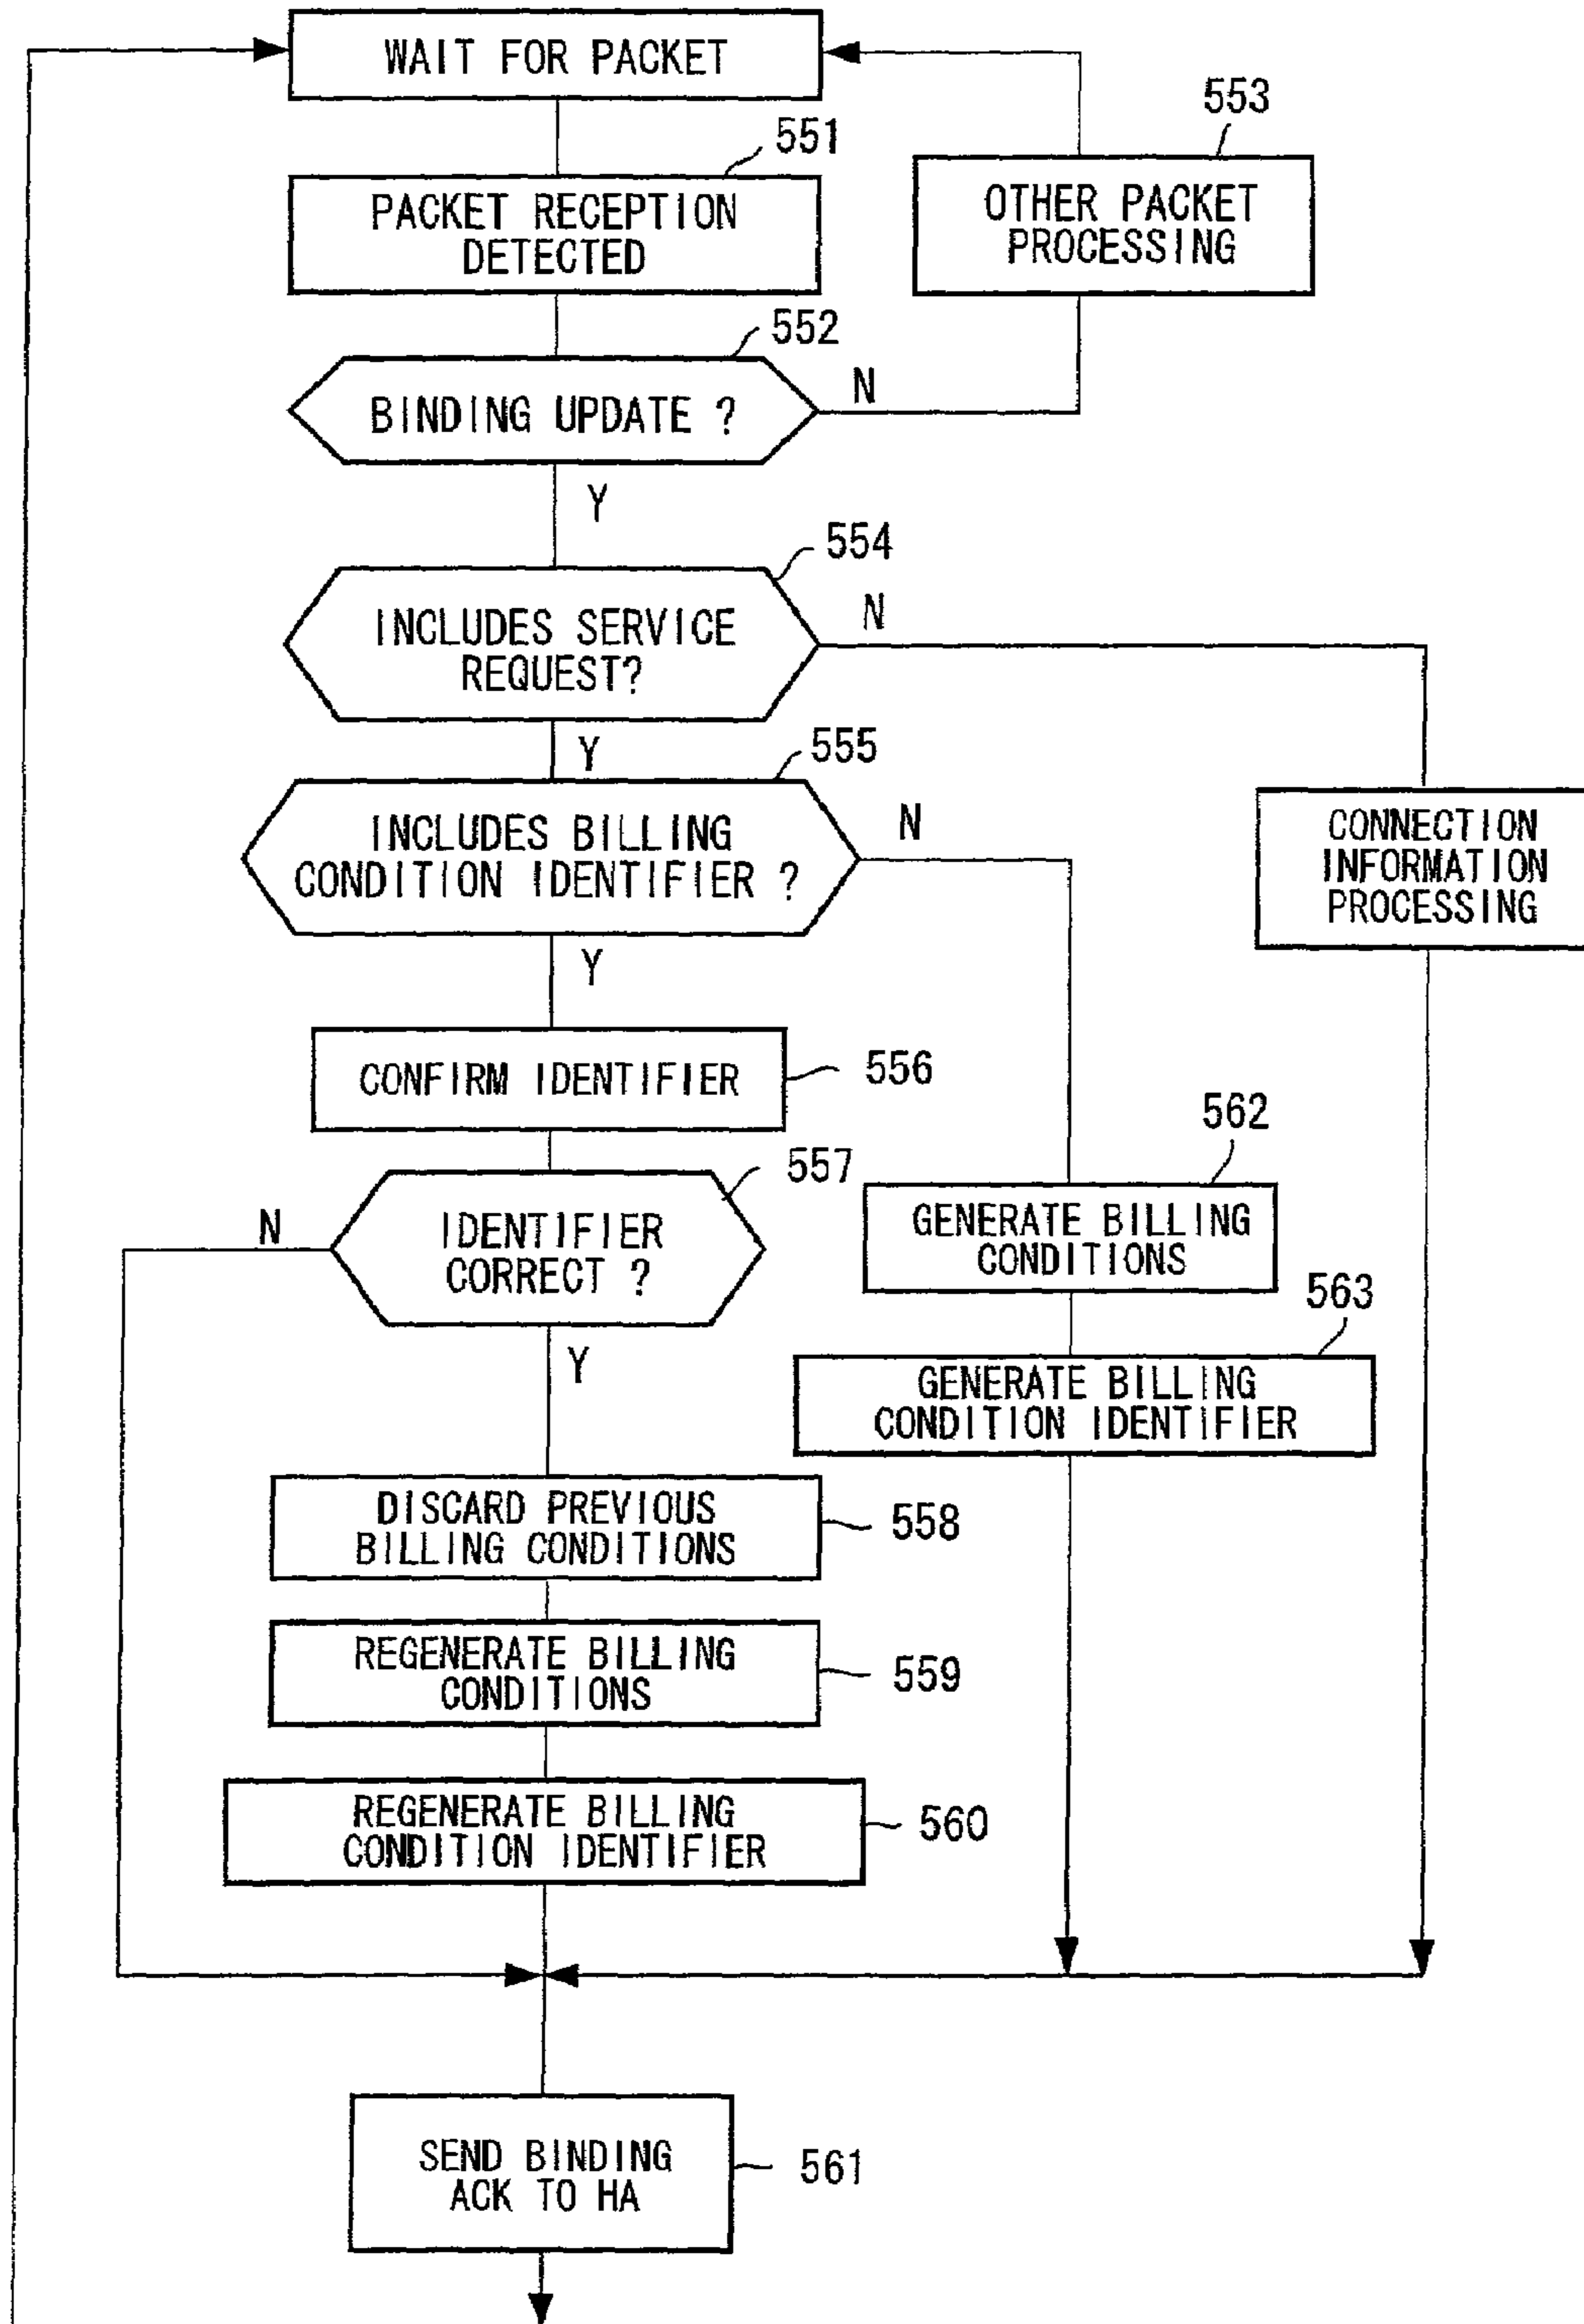 WAIT FOR PACKET
551
PACKET RECEPTION
DETECTED
553
OTHER PACKET
PROCESSING
552
BINDING UPDATE ?
N
Y
554
INCLUDES SERVICE
REQUEST?
N
Y
555
INCLUDES BILLING
CONDITION IDENTIFIER ?
N
CONNECTION
INFORMATION
PROCESSING
Y
CONFIRM IDENTIFIER
556
557
IDENTIFIER
CORRECT ?
N
Y
562
GENERATE BILLING
CONDITIONS
563
GENERATE BILLING
CONDITION IDENTIFIER
DISCARD PREVIOUS
BILLING CONDITIONS
558
REGENERATE BILLING
CONDITIONS
559
REGENERATE BILLING
CONDITION IDENTIFIER
560
SEND BINDING
ACK TO HA
561